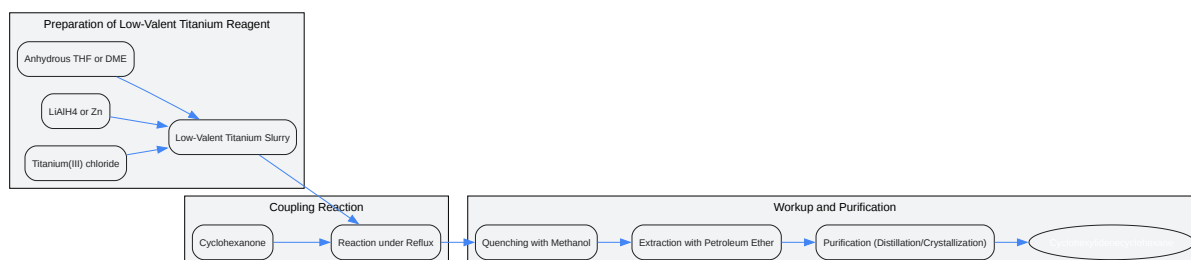 Preparation of Low-Valent Titanium Reagent
Anhydrous THF or DME
LiAlH4 or Zn
Low-Valent Titanium Slurry
Titanium(III) chloride
Coupling Reaction
Cyclohexanone
Reaction under Reflux
Workup and Purification
Quenching with Methanol
Extraction with Petroleum Ether
Purification (Distillation/Crystallization)